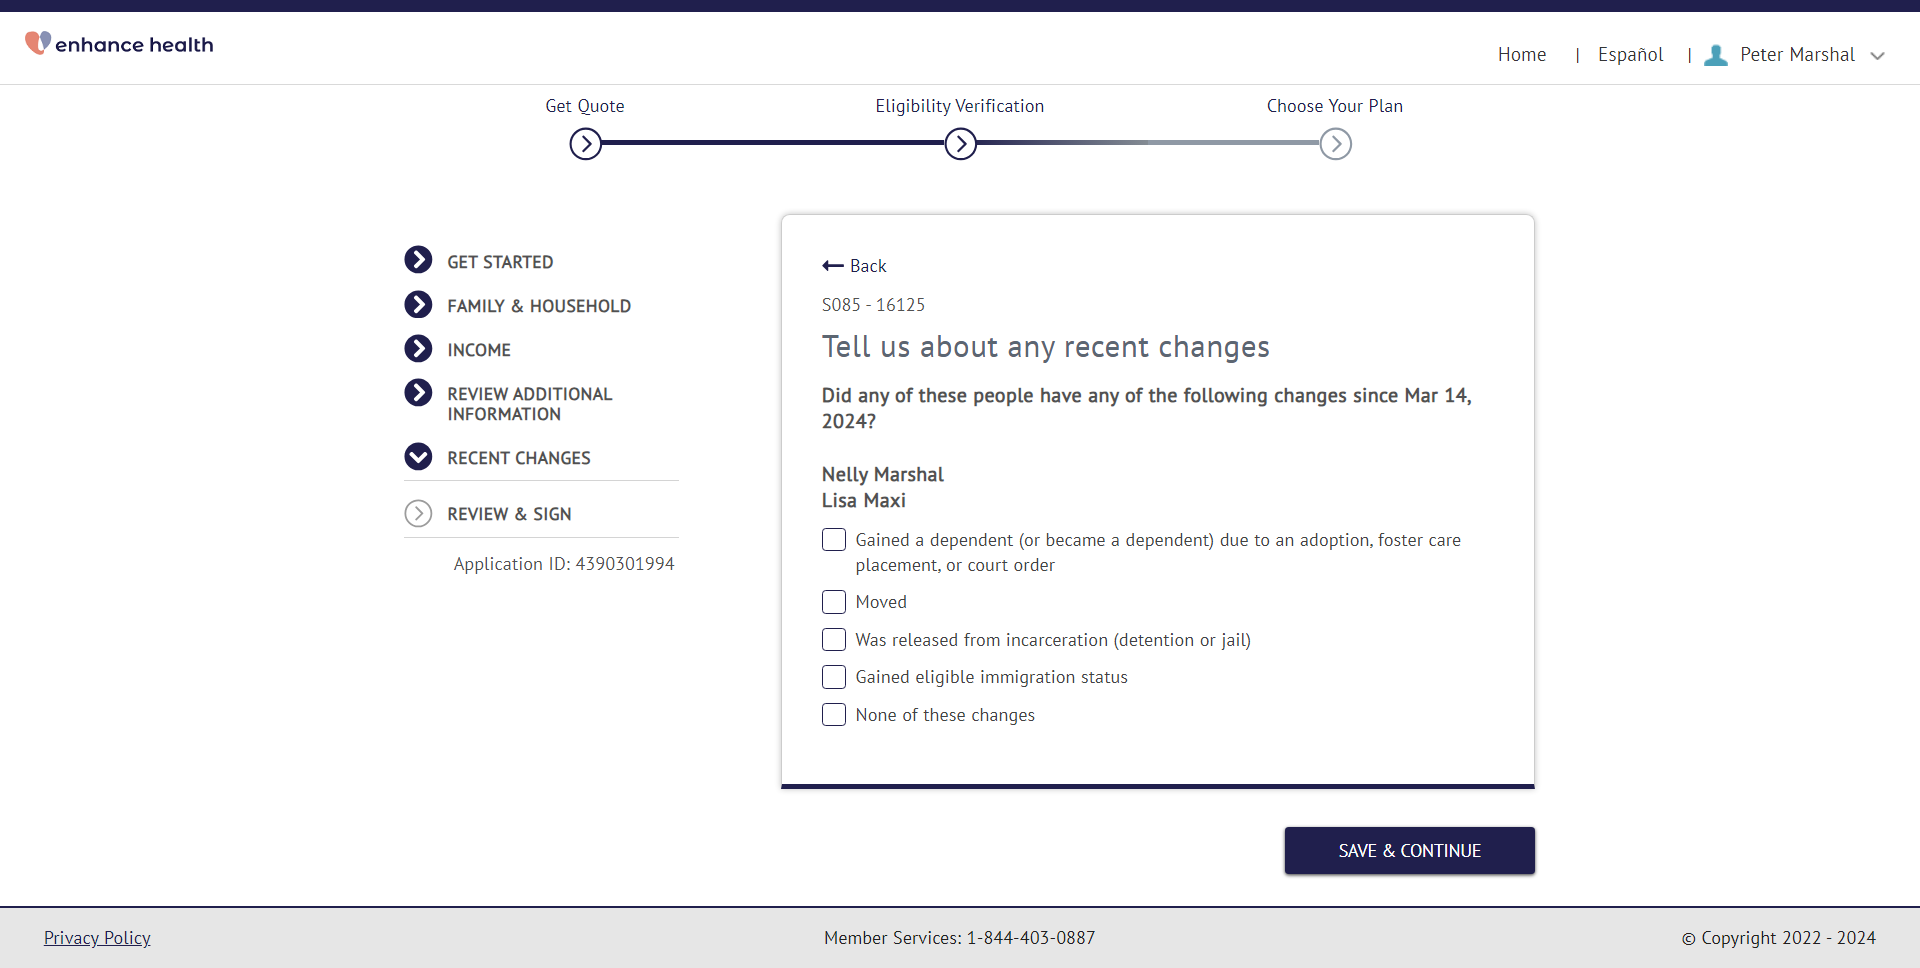 enhance health
Home | Español | Peter Marshal
Get Quote
Eligibility Verification
Choose Your Plan
GET STARTED
FAMILY & HOUSEHOLD
INCOME
REVIEW ADDITIONAL
INFORMATION
RECENT CHANGES
REVIEW & SIGN
Application ID: 4390301994
Back
S085 - 16125
Tell us about any recent changes
Did any of these people have any of the following changes since Mar 14,
2024?
Nelly Marshal
Lisa Maxi
Gained a dependent (or became a dependent) due to an adoption, foster care
placement, or court order
Moved
Was released from incarceration (detention or jail)
Gained eligible immigration status
None of these changes
SAVE & CONTINUE
Privacy Policy
Member Services: 1-844-403-0887
© Copyright 2022 - 2024